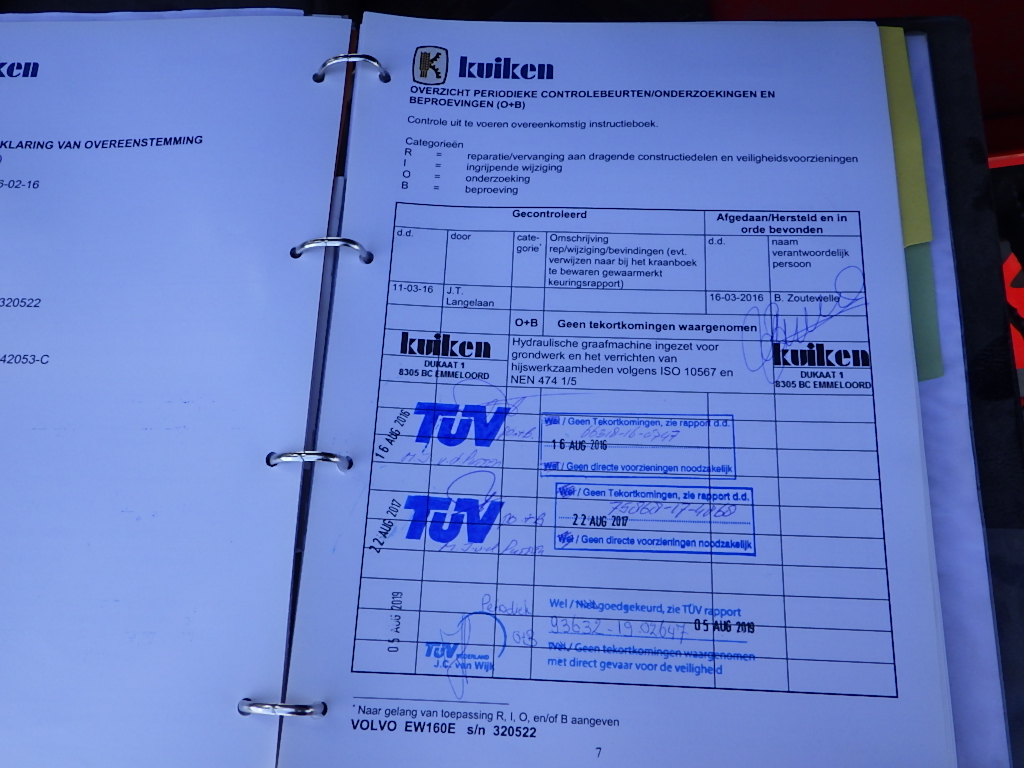 ken
KLARING VAN OVEREENSTEMMING
)
6-02-16
320522
42053-C
K kuiken
OVERZICHT PERIODIEKE CONTROLEBEURTEN/ONDERZOEKINGEN EN
BEPROEVINGEN (O+B)
Controle uit te voeren overeenkomstig instructieboek.
Categorieën
R = reparatie/vervanging aan dragende constructiedelen en veiligheidsvoorzieningen
I = ingrijpende wijziging
O = onderzoeking
B = beproeving
Gecontroleerd
Afgedaan/Hersteld en in
orde bevonden
d.d.
door
cate-
gorie*
Omschrijving
rep/wijziging/bevindingen (evt.
verwijzen naar bij het kraanboek
te bewaren gewaarmerkt
keuringsrapport)
d.d.
naam
verantwoordelijk
persoon
11-03-16
J.T.
Langelaan
16-03-2016
B. Zoutewelle
O+B
Geen tekortkomingen waargenomen
kuiken
DUKAAT 1
8305 BC EMMELOORD
Hydraulische graafmachine ingezet voor
grondwerk en het verrichten van
hijswerkzaamheden volgens ISO 10567 en
NEN 474 1/5
kuiken
DUKAAT 1
8305 BC EMMELOORD
16 AUG 2016
TÜV
O+B
Wel / Geen Tekortkomingen, zie rapport d.d.
16 AUG 2016
Wel / Geen directe voorzieningen noodzakelijk
22 AUG 2017
TÜV
O+B
Wel / Geen Tekortkomingen, zie rapport d.d.
22 AUG 2017
Wel / Geen directe voorzieningen noodzakelijk
05 AUG 2019
Periodiek
O+B
TÜV NEDERLAND
J.C. van Wijk
Wel / Niet goedgekeurd, zie TÜV rapport
93632-19.02647 05 AUG 2019
Wel / Geen tekortkomingen waargenomen
met direct gevaar voor de veiligheid
* Naar gelang van toepassing R, I, O, en/of B aangeven
VOLVO EW160E s/n 320522
7